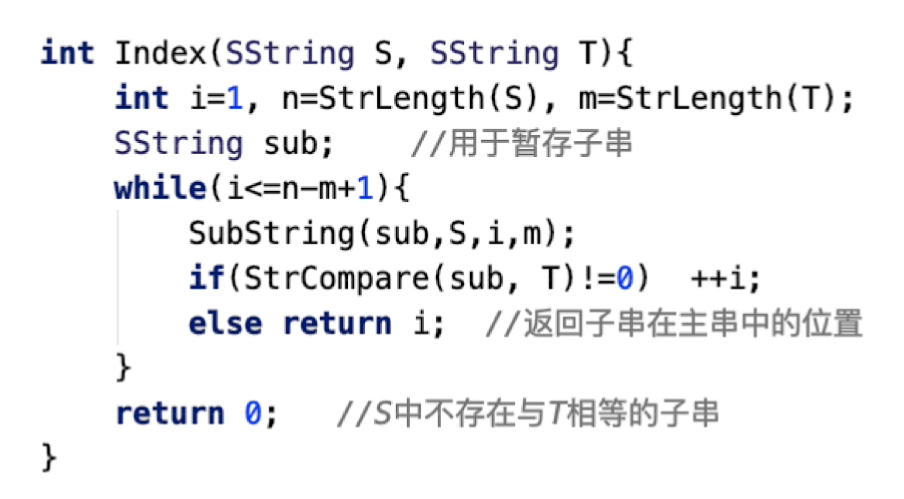 int Index(SString S, SString T){
    int i=1, n=StrLength(S), m=StrLength(T);
    SString sub;    //用于暂存子串
    while(i<=n-m+1){
        SubString(sub,S,i,m);
        if(StrCompare(sub, T)!=0)  ++i;
        else return i;  //返回子串在主串中的位置
    }
    return 0;   //S中不存在与T相等的子串
}